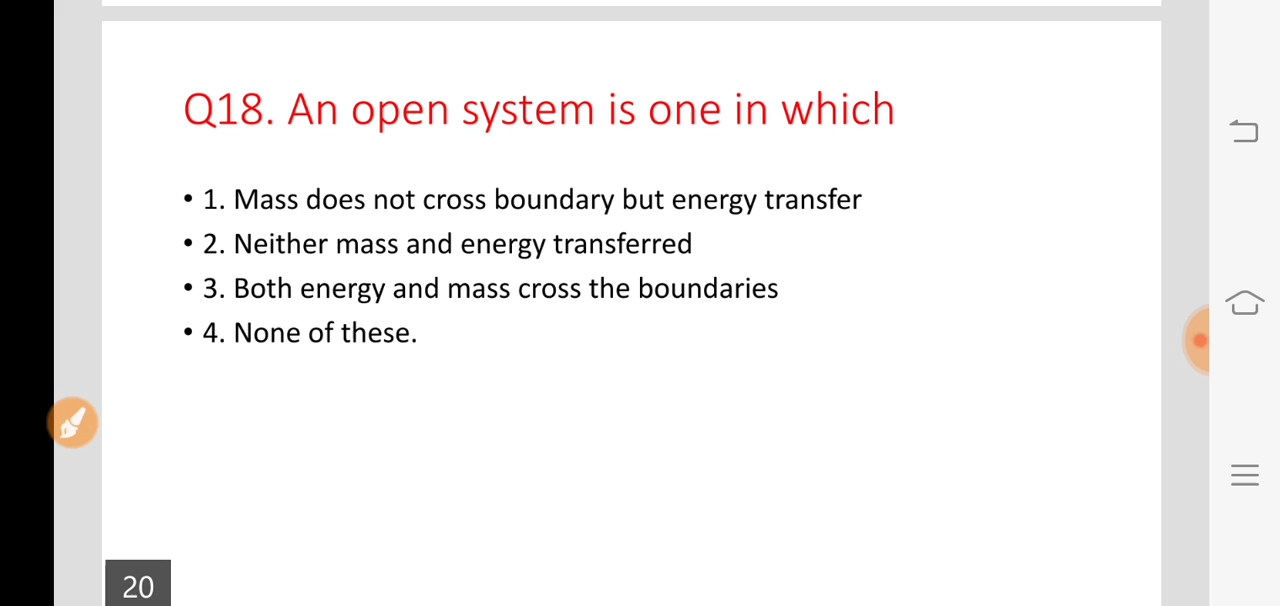 Q18. An open system is one in which
• 1. Mass does not cross boundary but energy transfer
• 2. Neither mass and energy transferred
• 3. Both energy and mass cross the boundaries
• 4. None of these.
20